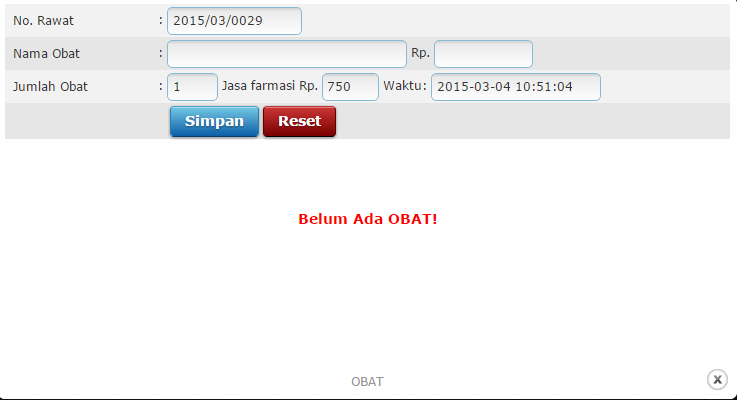 No. Rawat : 2015/03/0029
Nama Obat : Rp.
Jumlah Obat : 1 Jasa farmasi Rp. 750 Waktu: 2015-03-04 10:51:04
Simpan Reset
Belum Ada OBAT!
OBAT x